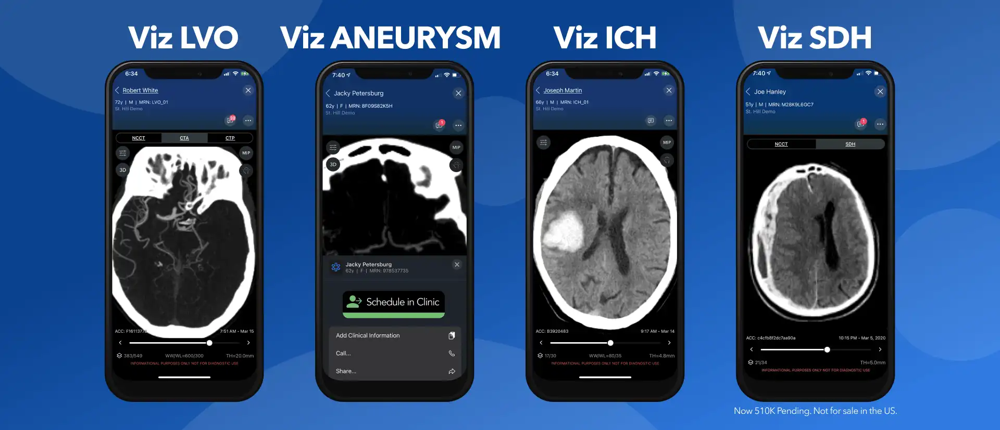 Viz LVO
6:34
Robert White
72y | M | MRN: LVO_01
St. Hill Demo
59
NCCT CTA CTP
MIP
3D
ACC: F1611377
7:51 AM • Mar 15
383/549 WW/WL=600/300 TH=20.0mm
INFORMATIONAL PURPOSES ONLY NOT FOR DIAGNOSTIC USE
Viz ANEURYSM
7:40
Jacky Petersburg
62y | F | MRN: 8F09S82K5H
St. Hill Demo
1
MIP
3D
Jacky Petersburg
62y | F | MRN: 978537735
Schedule in Clinic
Add Clinical Information
Call...
Share...
Viz ICH
6:34
Joseph Martin
66y | M | MRN: ICH_01
St. Hill Demo
MIP
ACC: B3920483
9:17 AM • Mar 14
17/30 WW/WL=80/35 TH=4.8mm
INFORMATIONAL PURPOSES ONLY NOT FOR DIAGNOSTIC USE
Viz SDH
7:40
Joe Hanley
51y | M | MRN: M28K9L6GC7
St. Hill Demo
1
NCCT SDH
ACC: c4cfb8f2dc7aa90a
10:15 PM • Mar 5, 2020
21/34 TH=5.0mm
INFORMATIONAL PURPOSES ONLY NOT FOR DIAGNOSTIC USE
Now 510K Pending. Not for sale in the US.